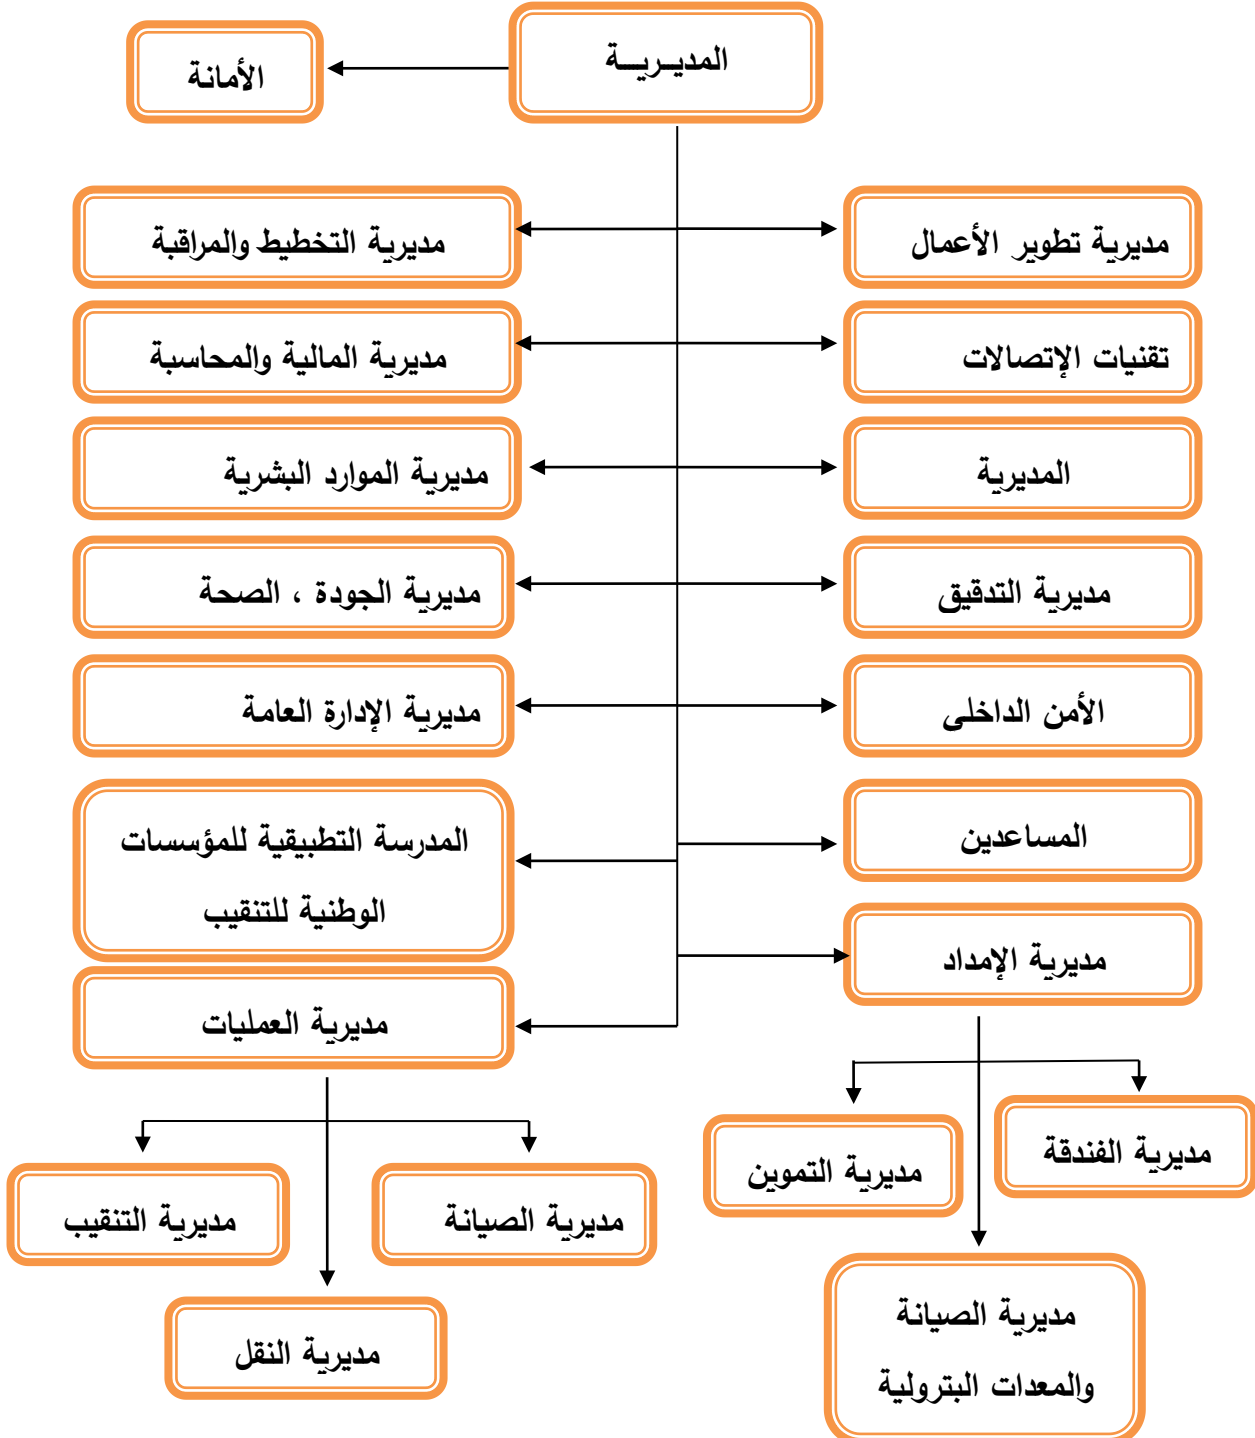 المديرية
الأمانة
مديرية تطوير الأعمال
مديرية التخطيط والمراقبة
تقنيات الإتصالات
مديرية المالية والمحاسبة
المديرية
مديرية الموارد البشرية
مديرية التدقيق
مديرية الجودة ، الصحة
الأمن الداخلى
مديرية الإدارة العامة
المساعدين
المدرسة التطبيقية للمؤسسات
الوطنية للتنقيب
مديرية الإمداد
مديرية العمليات
مديرية الفندقة
مديرية التموين
مديرية الصيانة
مديرية التنقيب
مديرية الصيانة
والمعدات البترولية
مديرية النقل